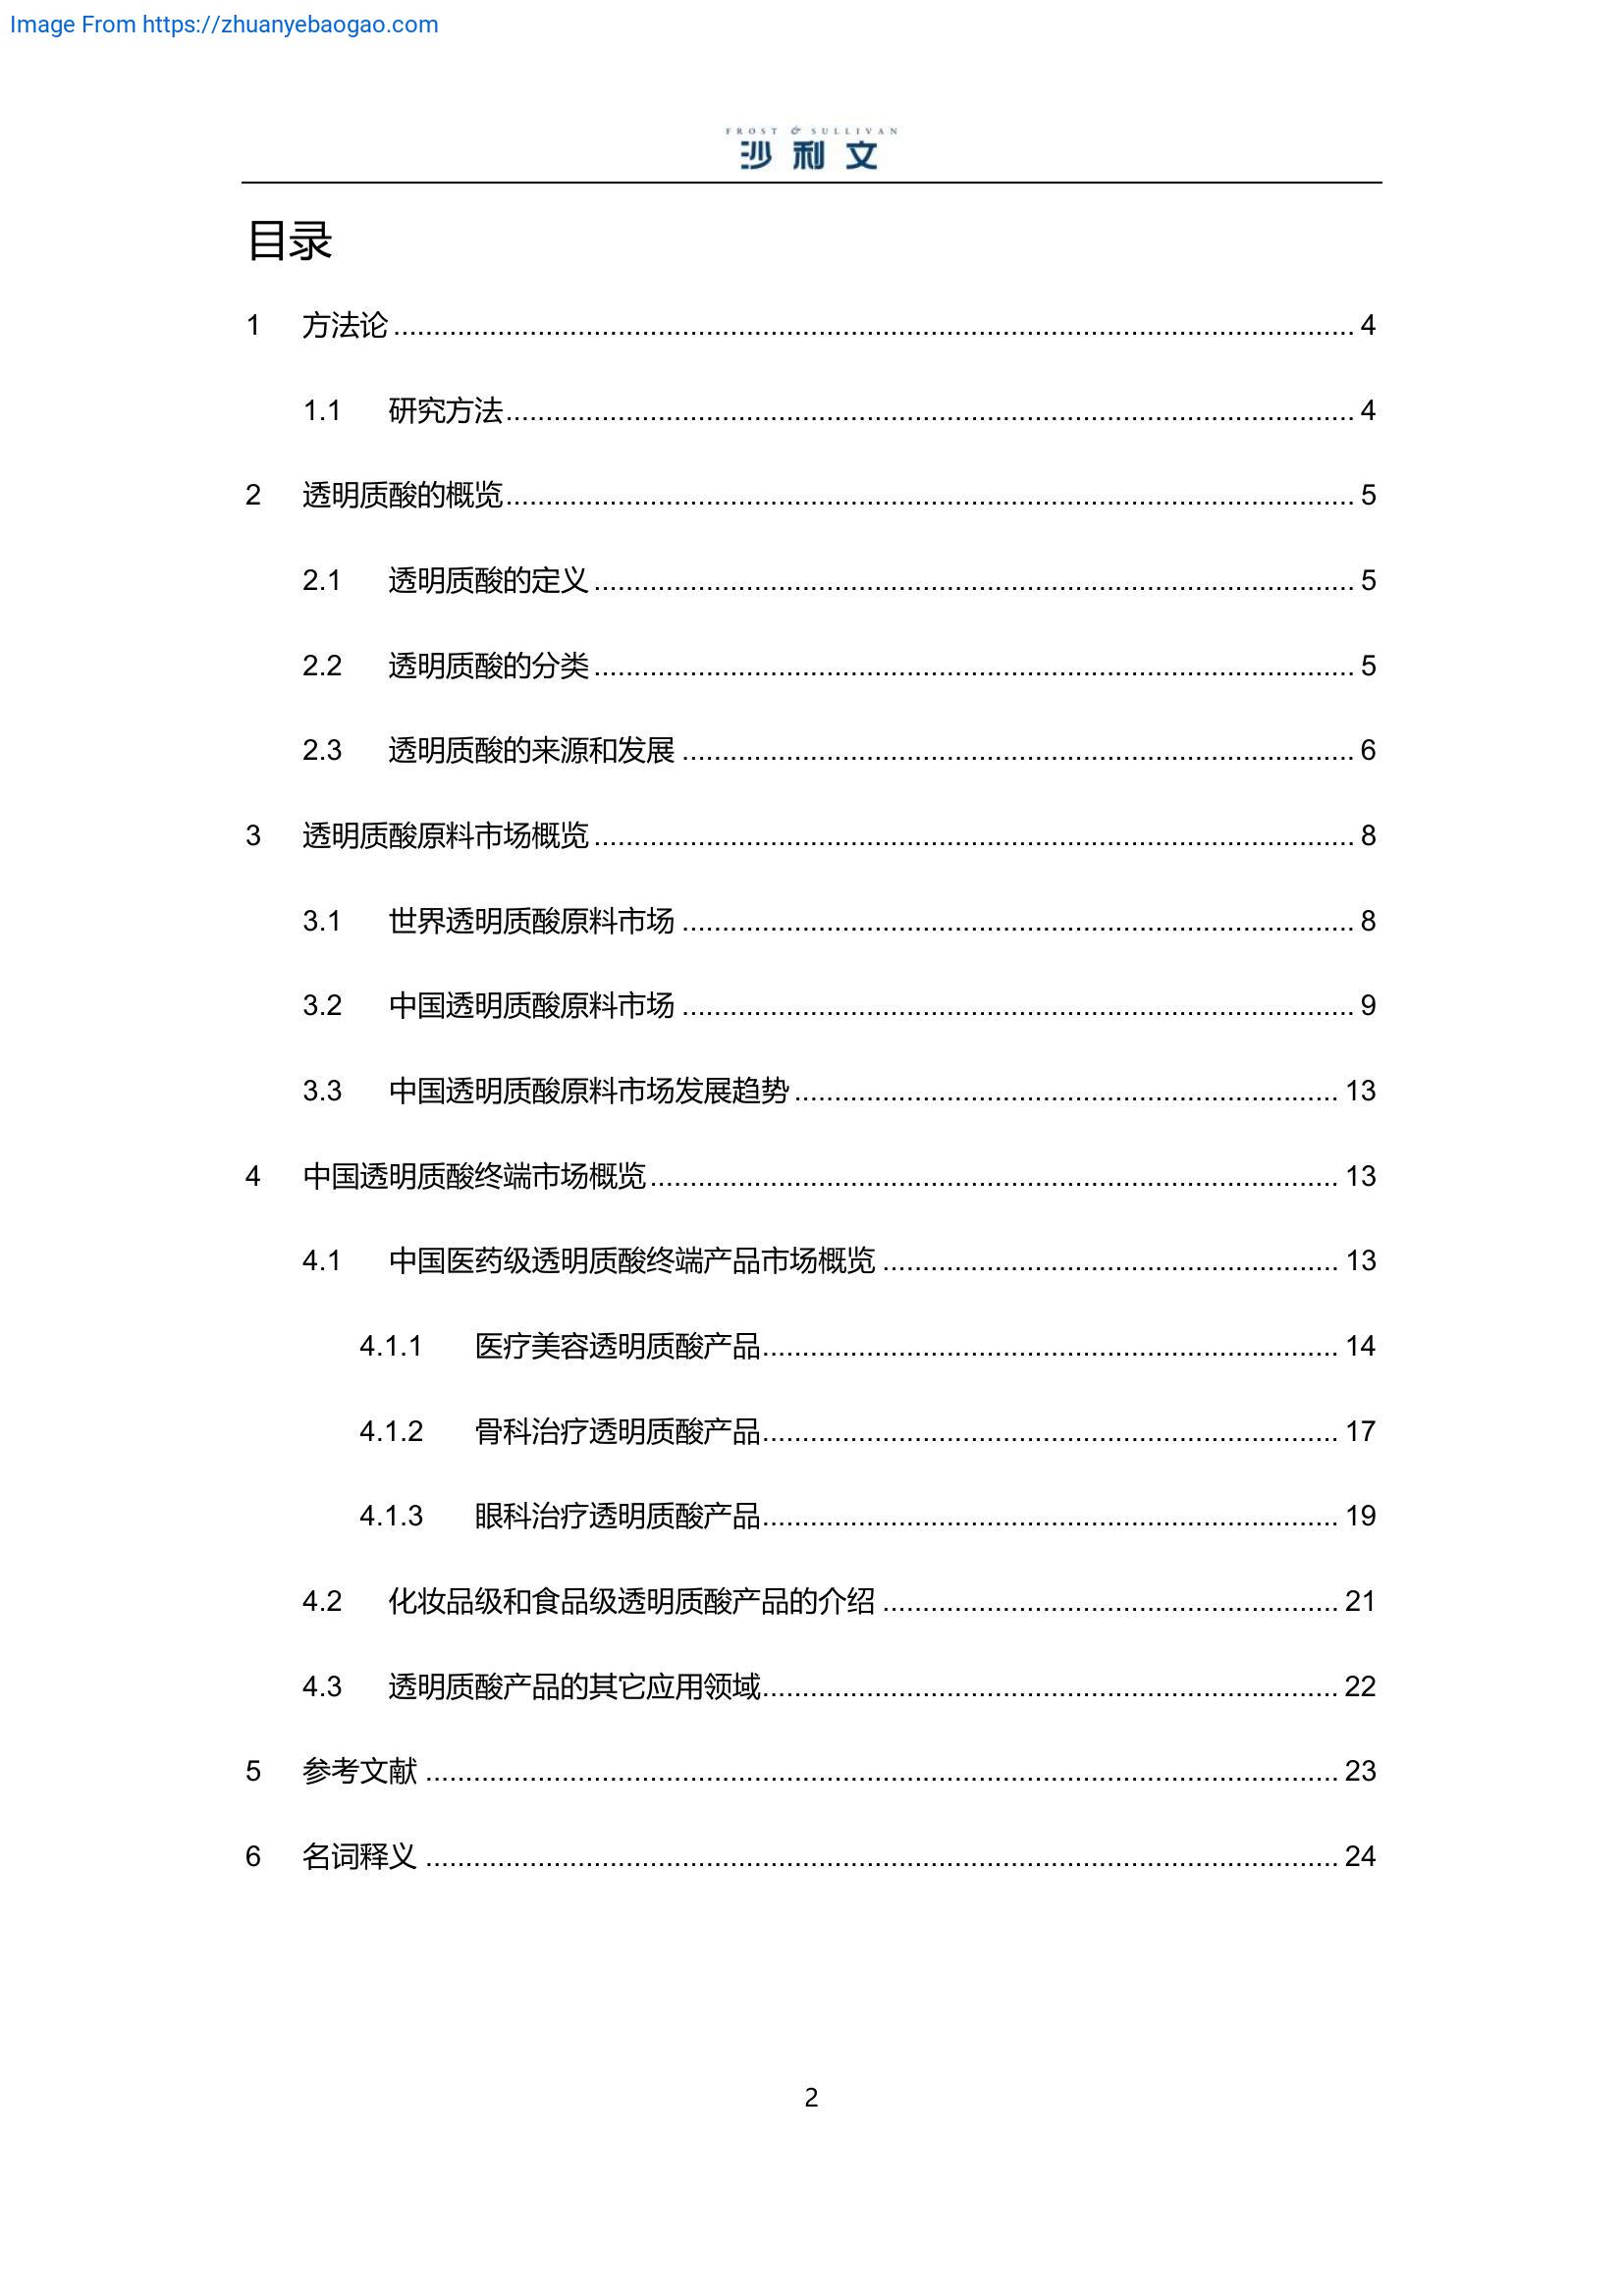 Image From https://zhuanyebaogao.com
FROST & SULLIVAN
沙利文
目录
1 方法论 4
1.1 研究方法 4
2 透明质酸的概览 5
2.1 透明质酸的定义 5
2.2 透明质酸的分类 5
2.3 透明质酸的来源和发展 6
3 透明质酸原料市场概览 8
3.1 世界透明质酸原料市场 8
3.2 中国透明质酸原料市场 9
3.3 中国透明质酸原料市场发展趋势 13
4 中国透明质酸终端市场概览 13
4.1 中国医药级透明质酸终端产品市场概览 13
4.1.1 医疗美容透明质酸产品 14
4.1.2 骨科治疗透明质酸产品 17
4.1.3 眼科治疗透明质酸产品 19
4.2 化妆品级和食品级透明质酸产品的介绍 21
4.3 透明质酸产品的其它应用领域 22
5 参考文献 23
6 名词释义 24
2